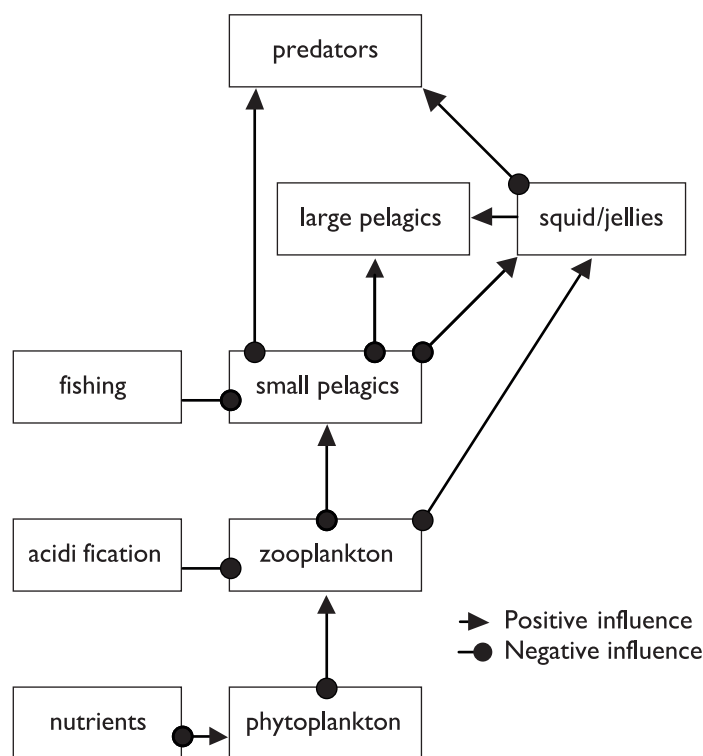 predators
large pelagics
squid/jellies
fishing
small pelagics
acidi fication
zooplankton
Positive influence
Negative influence
nutrients
phytoplankton